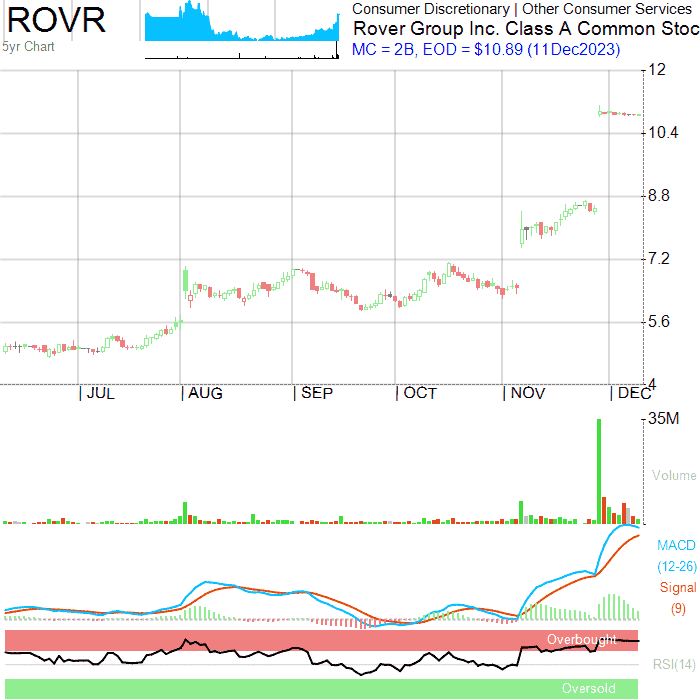 ROVR
5yr Chart
Consumer Discretionary | Other Consumer Services
Rover Group Inc. Class A Common Stoc
MC = 2B, EOD = $10.89 (11Dec2023)
12
10.4
8.8
7.2
5.6
4
JUL
AUG
SEP
OCT
NOV
DEC
35M
Volume
MACD
(12-26)
Signal
(9)
Overbought
RSI(14)
Oversold